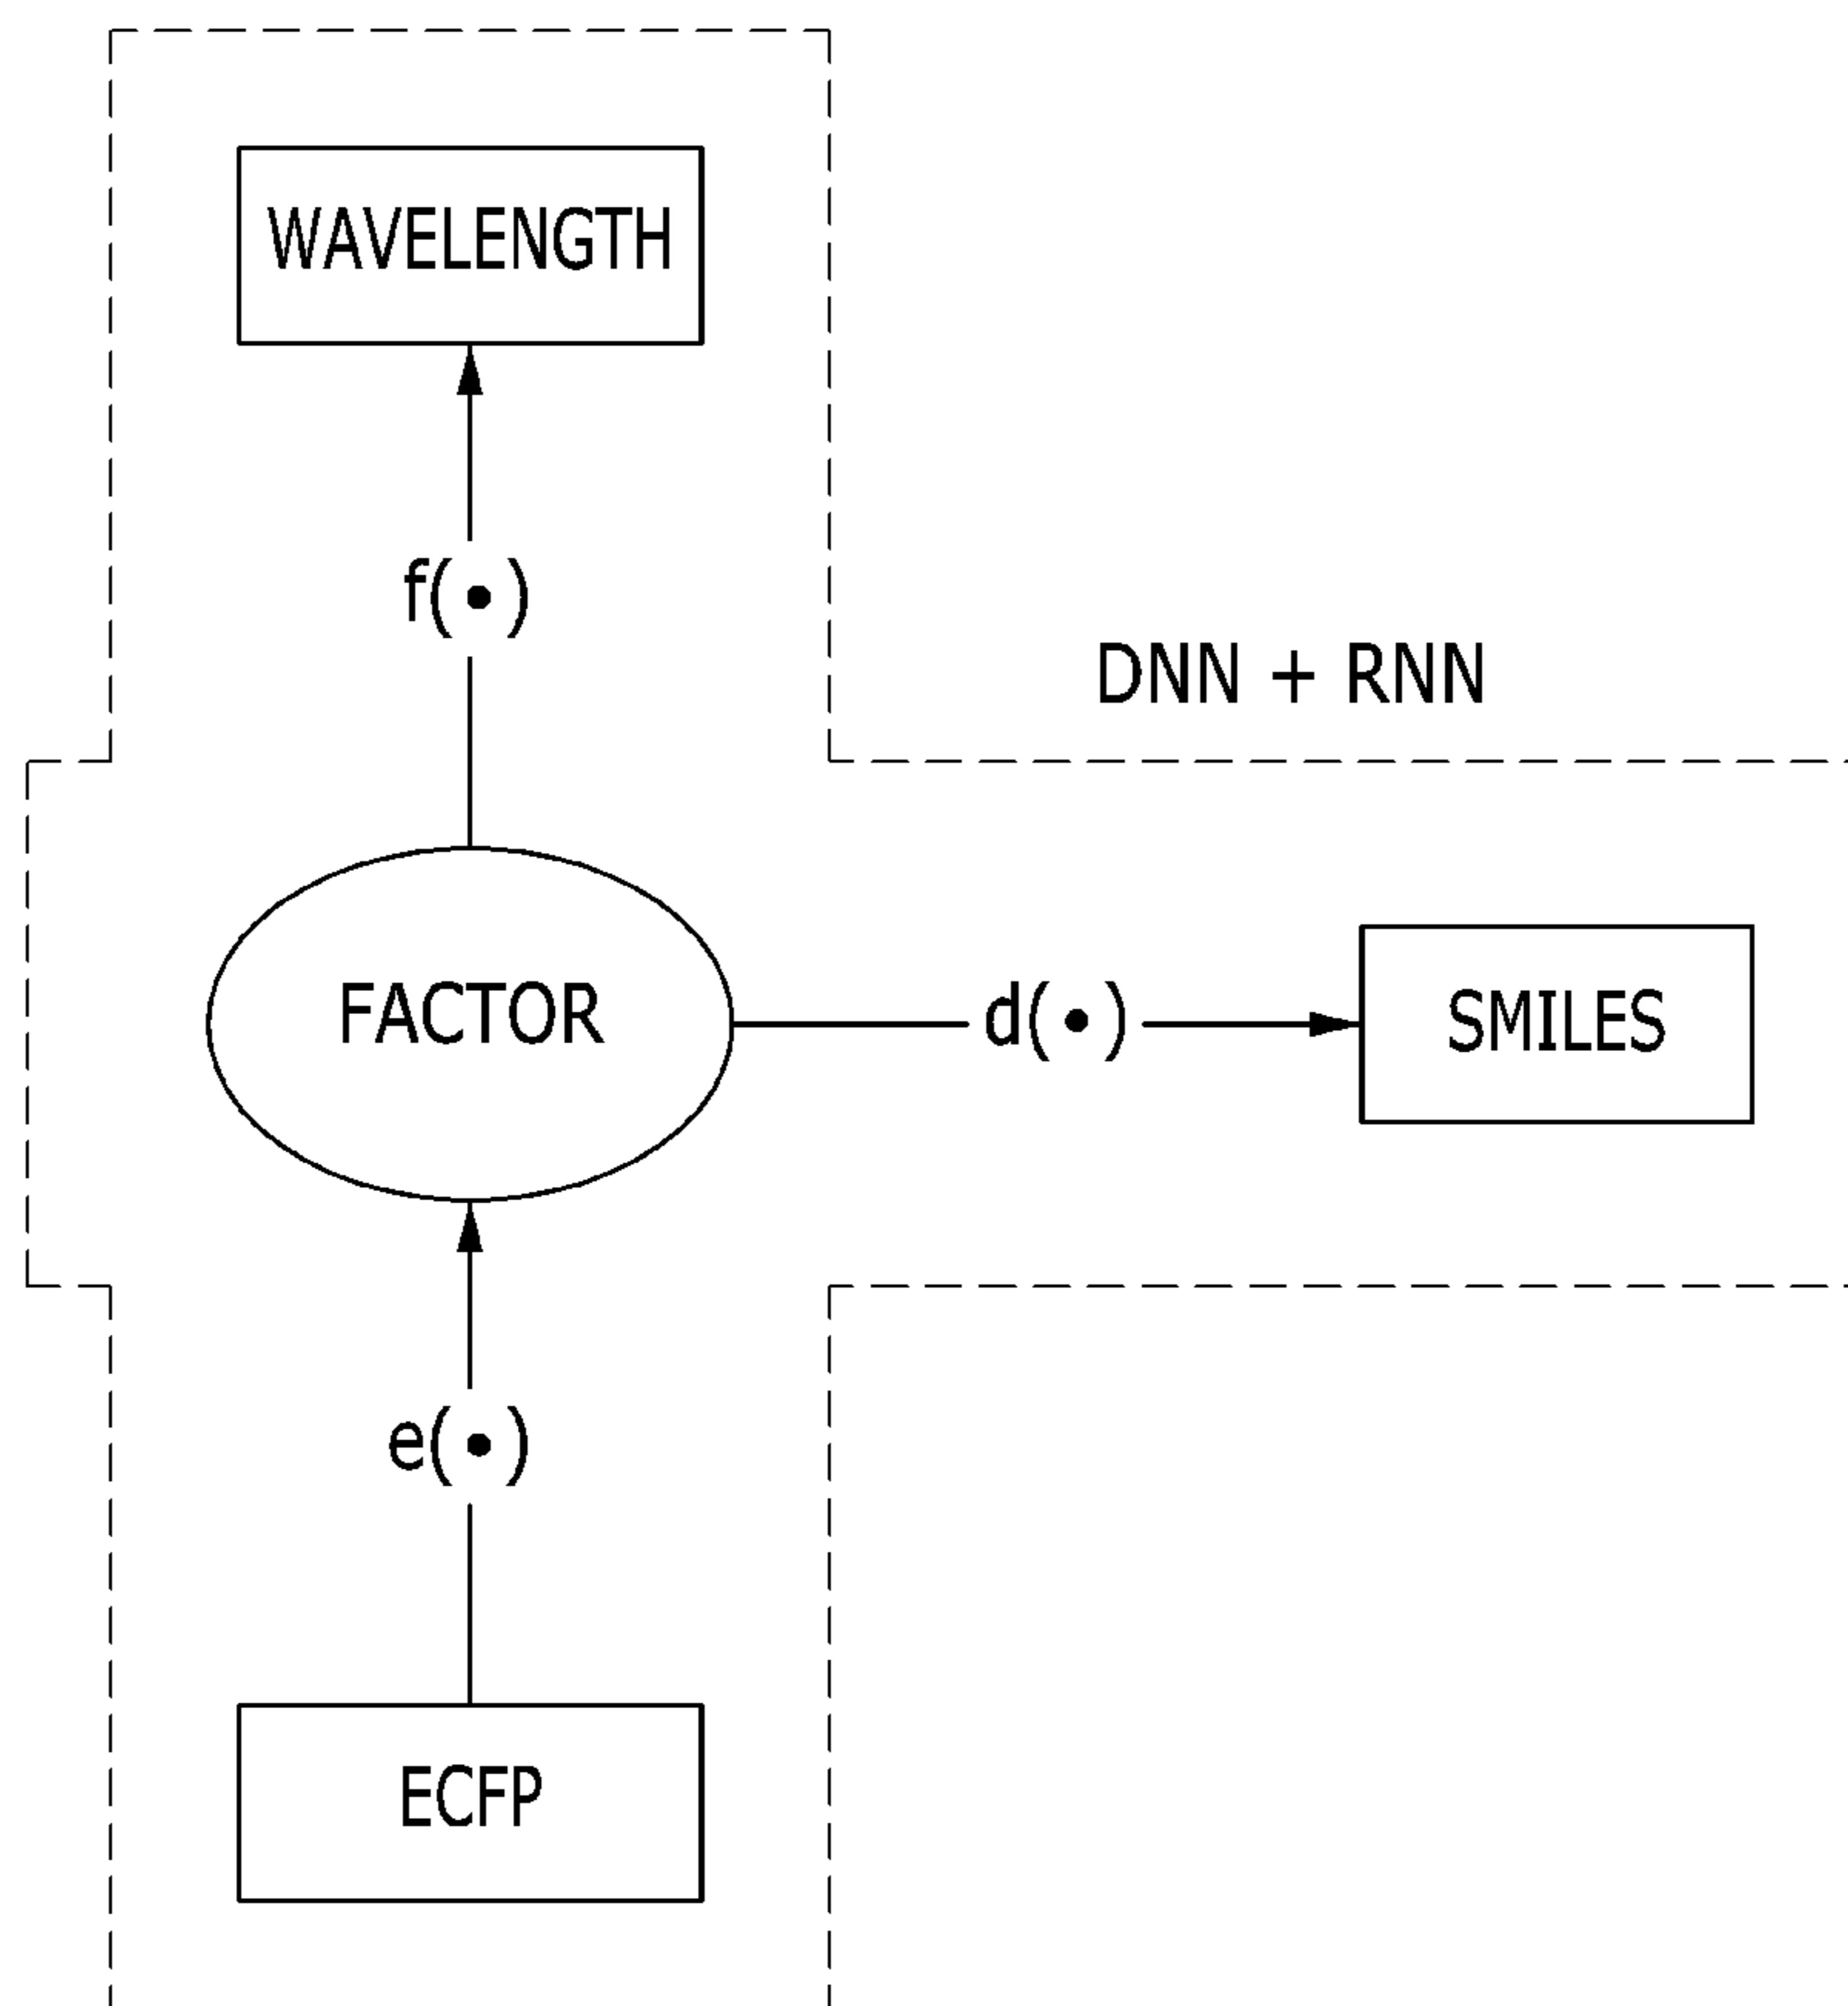 WAVELENGTH
f(•)
DNN + RNN
FACTOR
d(•)
SMILES
e(•)
ECFP